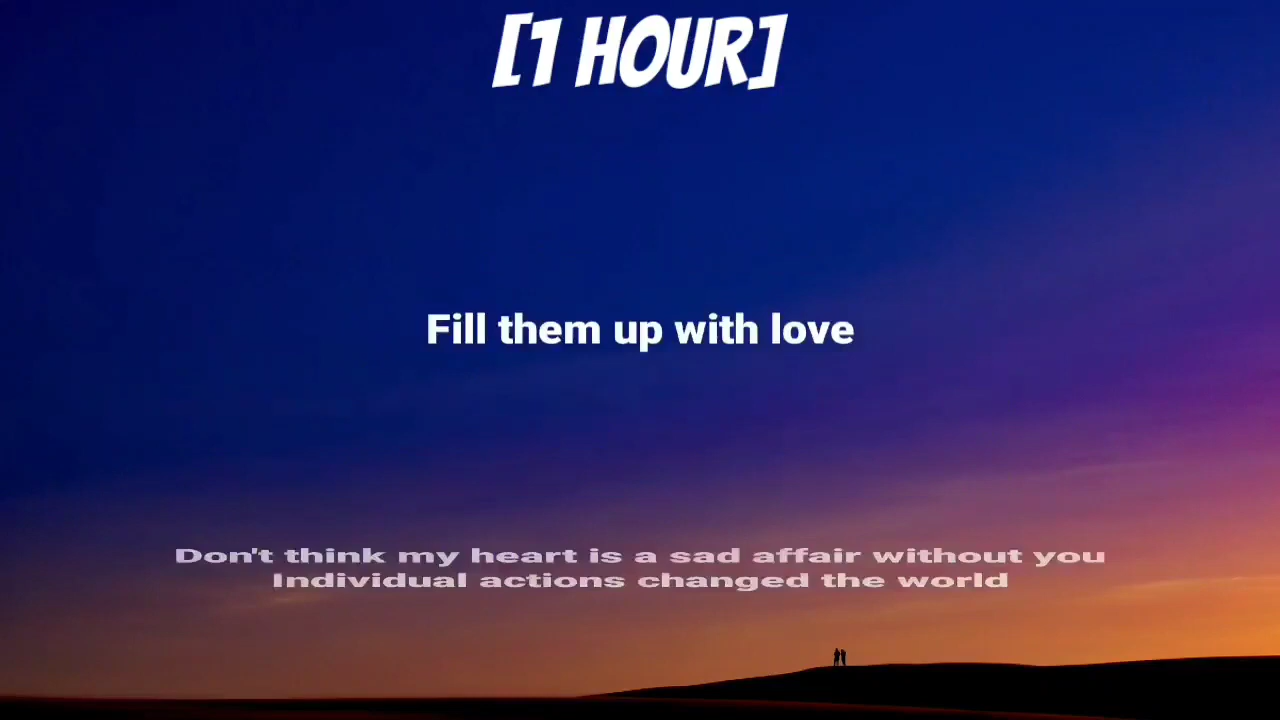 [1 HOUR]
Fill them up with love
Don't think my heart is a sad affair without you
Individual actions changed the world